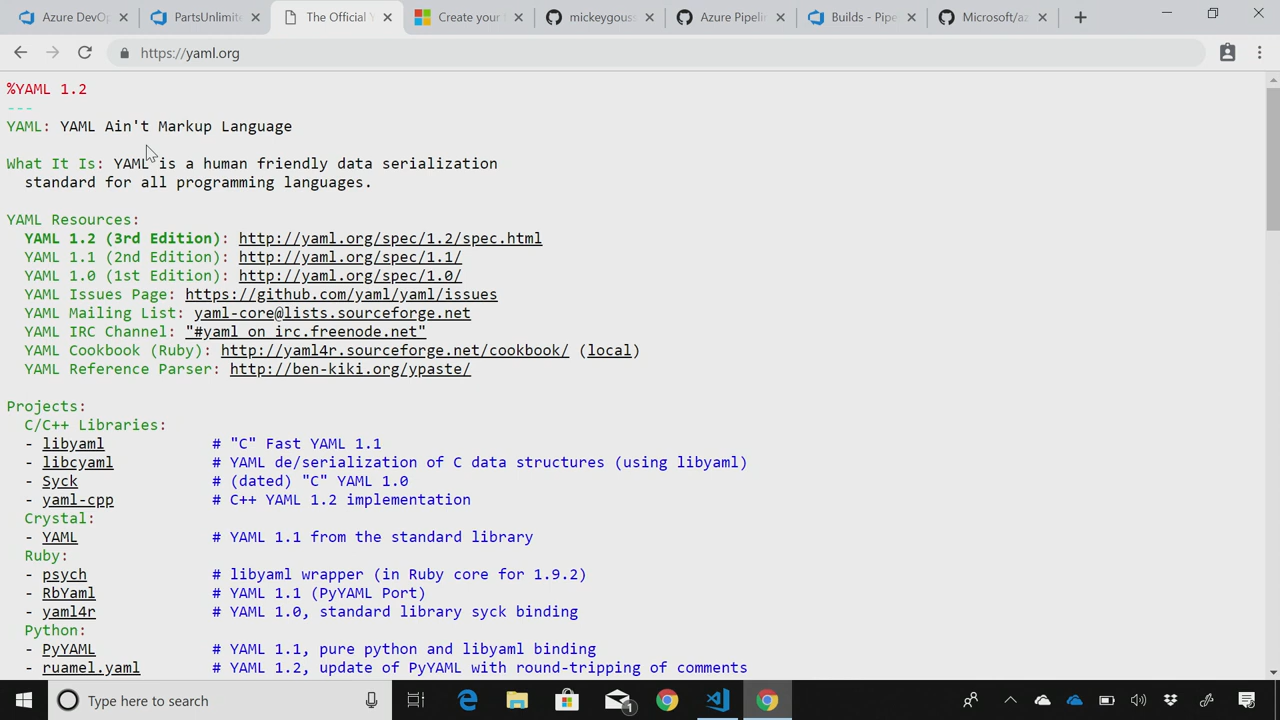 Azure DevOp
PartsUnlimite
The Official Y
Create your f
mickeygouss
Azure Pipelin
Builds - Pipe
Microsoft/az
https://yaml.org
%YAML 1.2
---
YAML: YAML Ain't Markup Language
What It Is: YAML is a human friendly data serialization
standard for all programming languages.
YAML Resources:
YAML 1.2 (3rd Edition): http://yaml.org/spec/1.2/spec.html
YAML 1.1 (2nd Edition): http://yaml.org/spec/1.1/
YAML 1.0 (1st Edition): http://yaml.org/spec/1.0/
YAML Issues Page: https://github.com/yaml/yaml/issues
YAML Mailing List: yaml-core@lists.sourceforge.net
YAML IRC Channel: "#yaml on irc.freenode.net"
YAML Cookbook (Ruby): http://yaml4r.sourceforge.net/cookbook/ (local)
YAML Reference Parser: http://ben-kiki.org/ypaste/
Projects:
C/C++ Libraries:
- libyaml # "C" Fast YAML 1.1
- libcyaml # YAML de/serialization of C data structures (using libyaml)
- Syck # (dated) "C" YAML 1.0
- yaml-cpp # C++ YAML 1.2 implementation
Crystal:
- YAML # YAML 1.1 from the standard library
Ruby:
- psych # libyaml wrapper (in Ruby core for 1.9.2)
- RbYaml # YAML 1.1 (PyYAML Port)
- yaml4r # YAML 1.0, standard library syck binding
Python:
- PyYAML # YAML 1.1, pure python and libyaml binding
- ruamel.yaml # YAML 1.2, update of PyYAML with round-tripping of comments
Type here to search
1